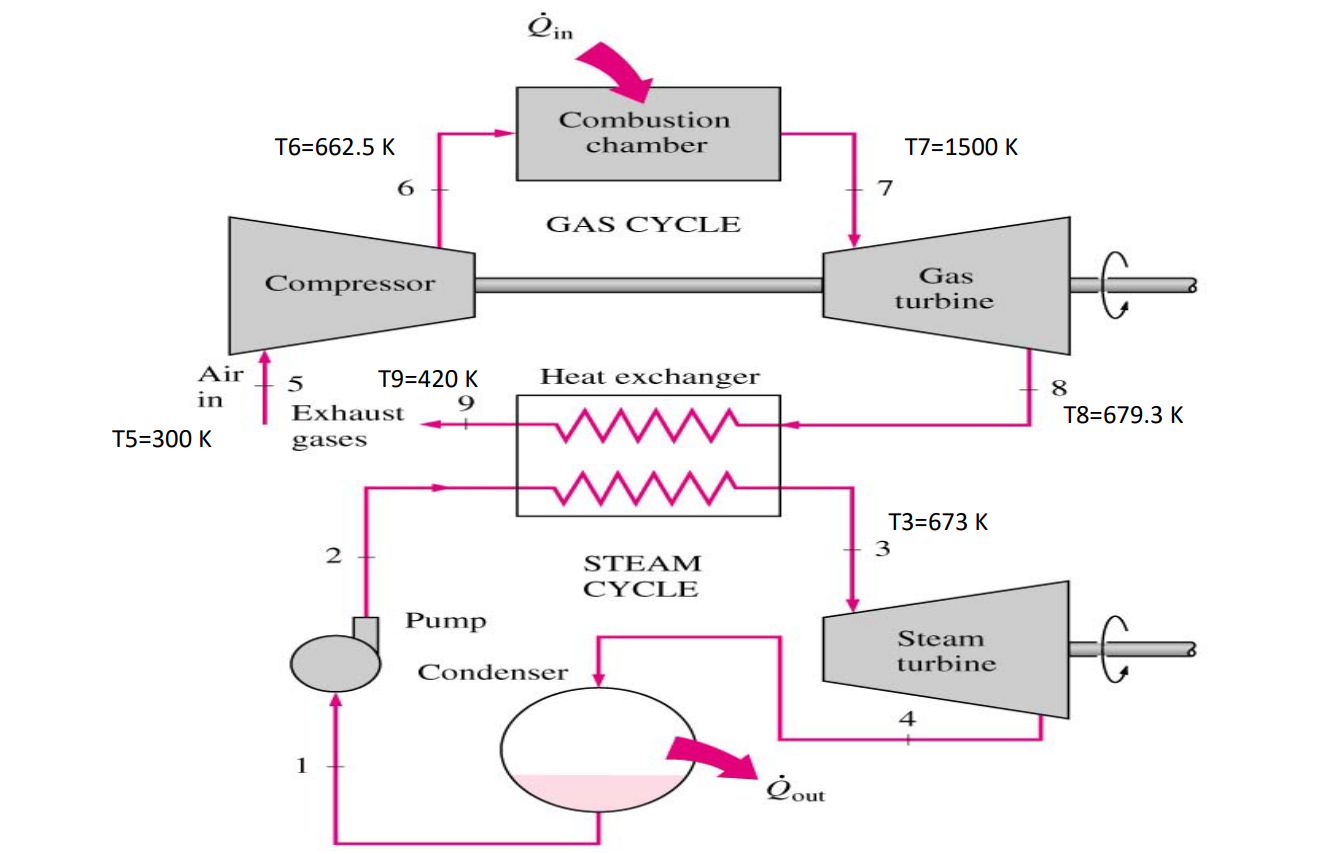 Q̇in
Combustion
chamber
T6=662.5 K
T7=1500 K
6
7
GAS CYCLE
Compressor
Gas
turbine
Air
in
5
T9=420 K
Heat exchanger
8
9
Exhaust
gases
T8=679.3 K
T5=300 K
T3=673 K
2
3
STEAM
CYCLE
Pump
Steam
turbine
Condenser
4
1
Q̇out